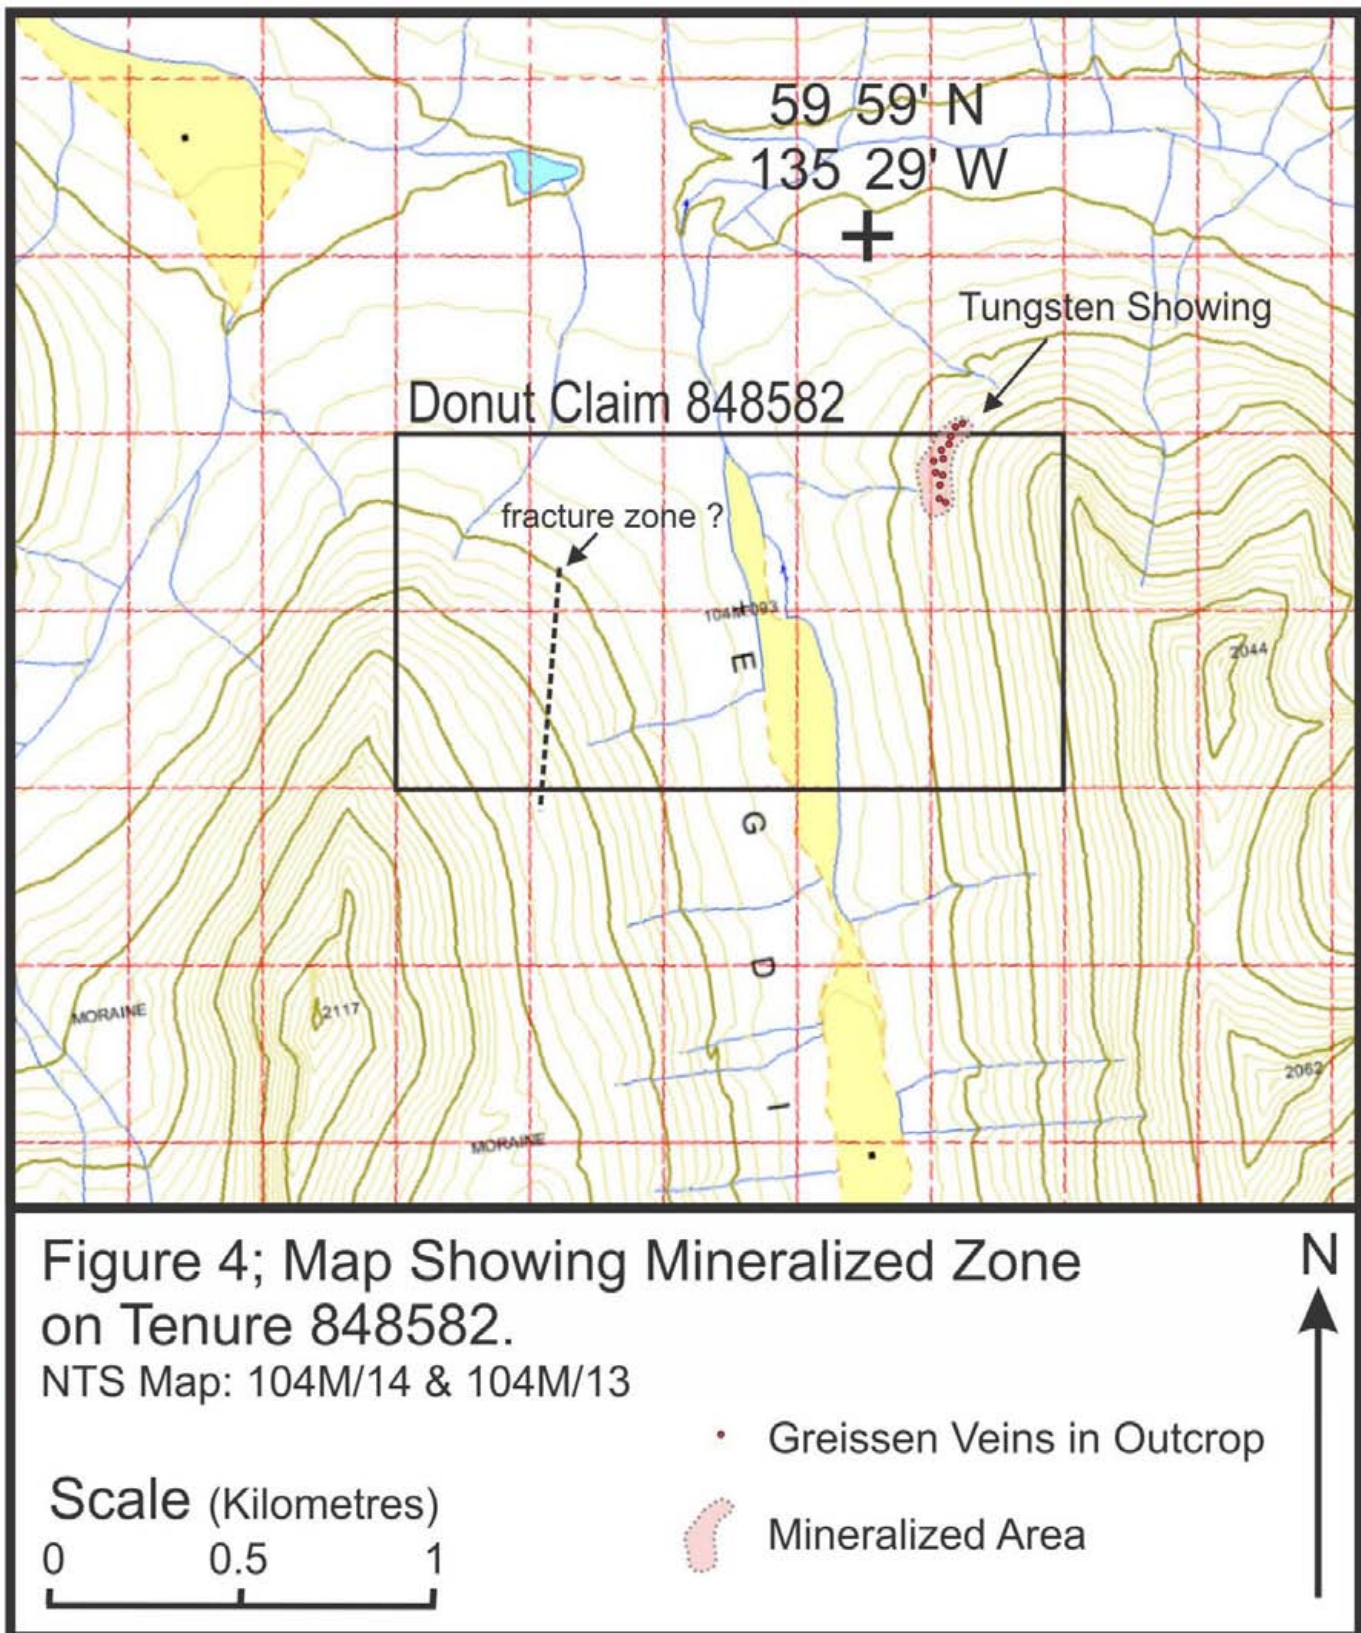 59 59' N
135 29' W
Tungsten Showing
Donut Claim 848582
fracture zone ?
E
2044
G
D
MORAINE
2117
2062
I
MORAINE
Figure 4; Map Showing Mineralized Zone
on Tenure 848582.
NTS Map: 104M/14 & 104M/13
N
Greissen Veins in Outcrop
Scale (Kilometres)
0 0.5 1
Mineralized Area